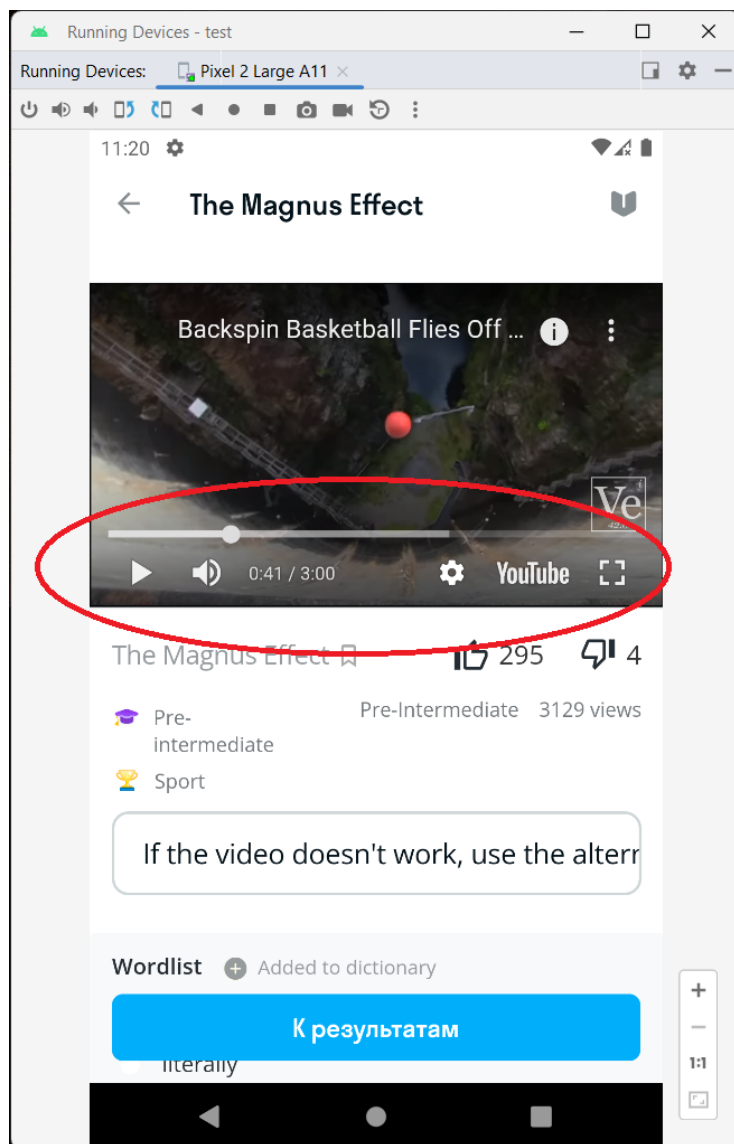 Running Devices - test
Running Devices: Pixel 2 Large A11
11:20
The Magnus Effect
Backspin Basketball Flies Off ...
Ve
0:41 / 3:00 YouTube
The Magnus Effect 295 4
Pre-intermediate
Pre-Intermediate 3129 views
Sport
If the video doesn't work, use the altern
Wordlist Added to dictionary
К результатам
literally
1:1